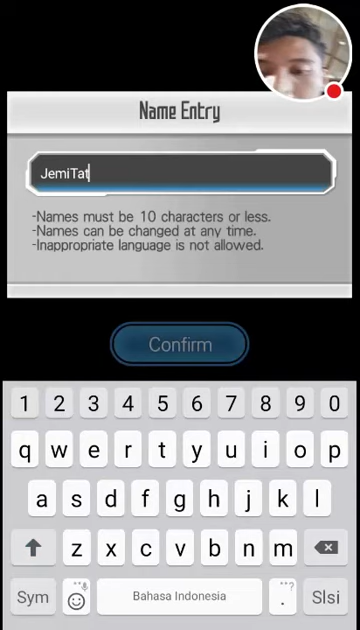 Name Entry
JemiTat
-Names must be 10 characters or less.
-Names can be changed at any time.
-Inappropriate language is not allowed.
Confirm
1 2 3 4 5 6 7 8 9 0
q w e r t y u i o p
a s d f g h j k l
z x c v b n m
Sym Bahasa Indonesia . Slsi